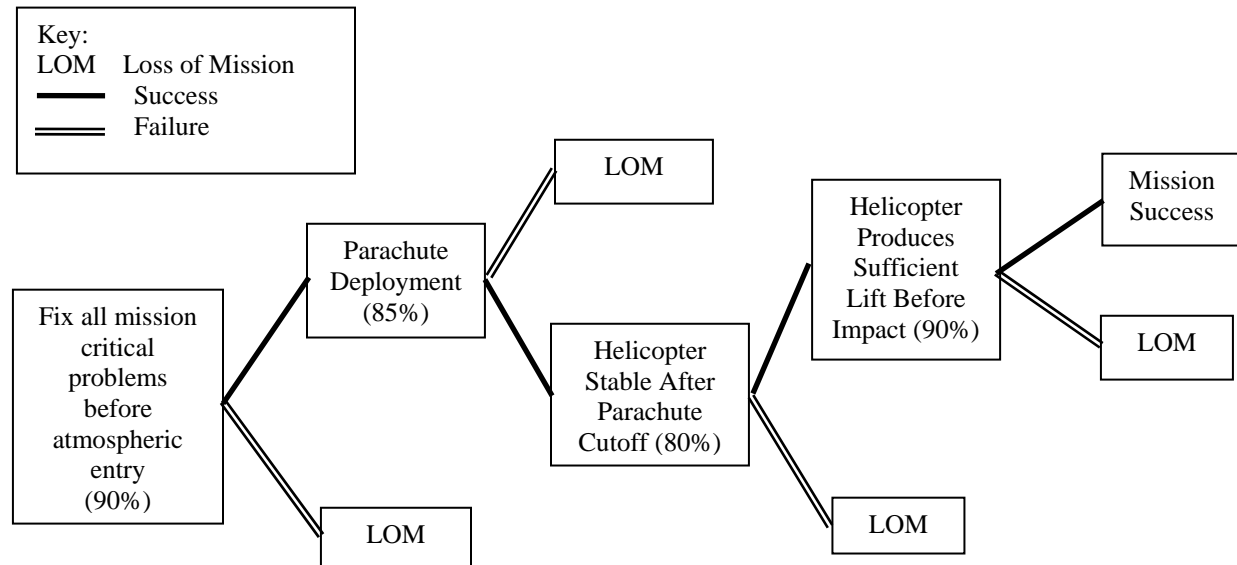 Key:
LOM Loss of Mission
Success
Failure
LOM
Mission
Success
Helicopter
Produces
Sufficient
Lift Before
Impact (90%)
Parachute
Deployment
(85%)
Fix all mission
critical
problems
before
atmospheric
entry
(90%)
Helicopter
Stable After
Parachute
Cutoff (80%)
LOM
LOM
LOM